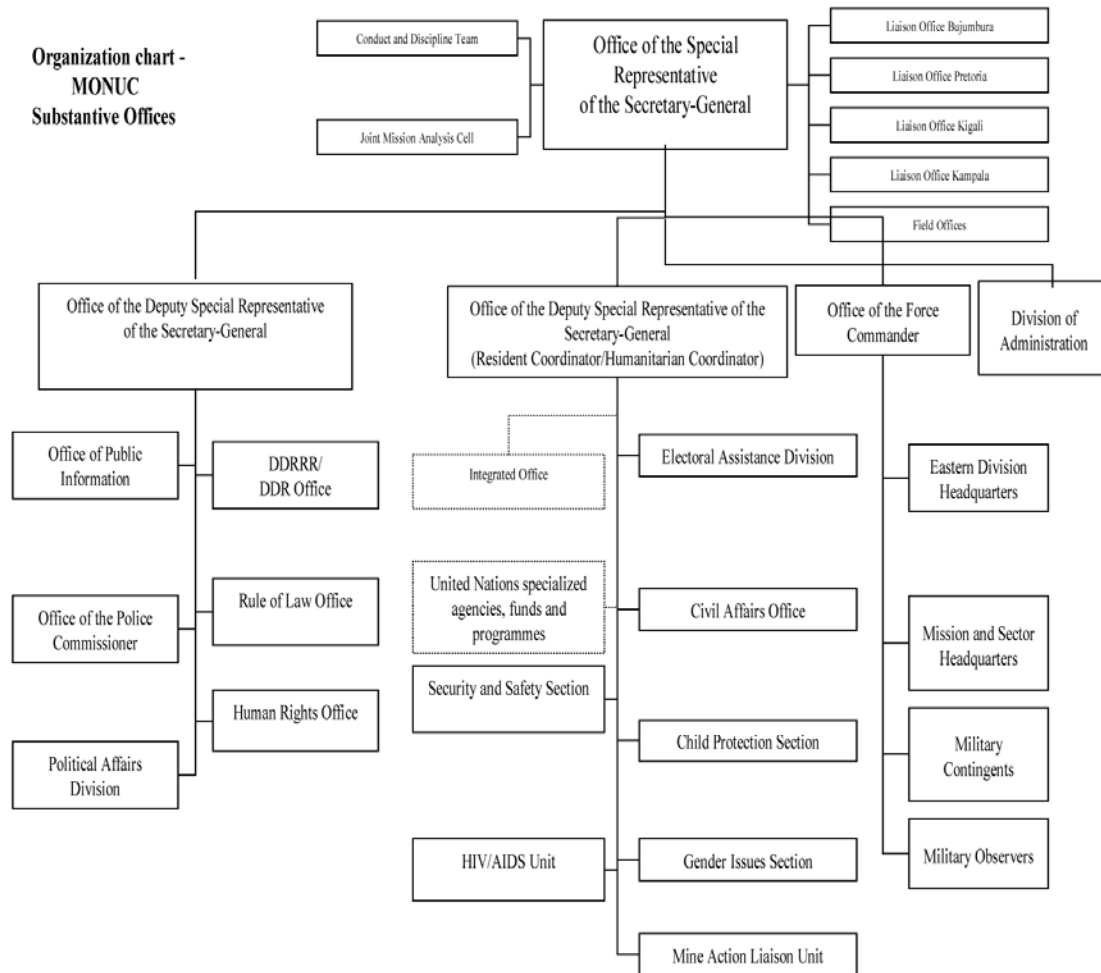 Organization chart -
MONUC
Substantive Offices
Conduct and Discipline Team
Joint Mission Analysis Cell
Office of the Special
Representative
of the Secretary-General
Liaison Office Bujumbura
Liaison Office Pretoria
Liaison Office Kigali
Liaison Office Kampala
Field Offices
Office of the Deputy Special Representative
of the Secretary-General
Office of the Deputy Special Representative of the
Secretary-General
(Resident Coordinator/Humanitarian Coordinator)
Office of the Force
Commander
Division of
Administration
Office of Public
Information
DDRRR/
DDR Office
Office of the Police
Commissioner
Rule of Law Office
Political Affairs
Division
Human Rights Office
Integrated Office
Electoral Assistance Division
United Nations specialized
agencies, funds and
programmes
Civil Affairs Office
Security and Safety Section
Child Protection Section
HIV/AIDS Unit
Gender Issues Section
Mine Action Liaison Unit
Eastern Division
Headquarters
Mission and Sector
Headquarters
Military
Contingents
Military Observers